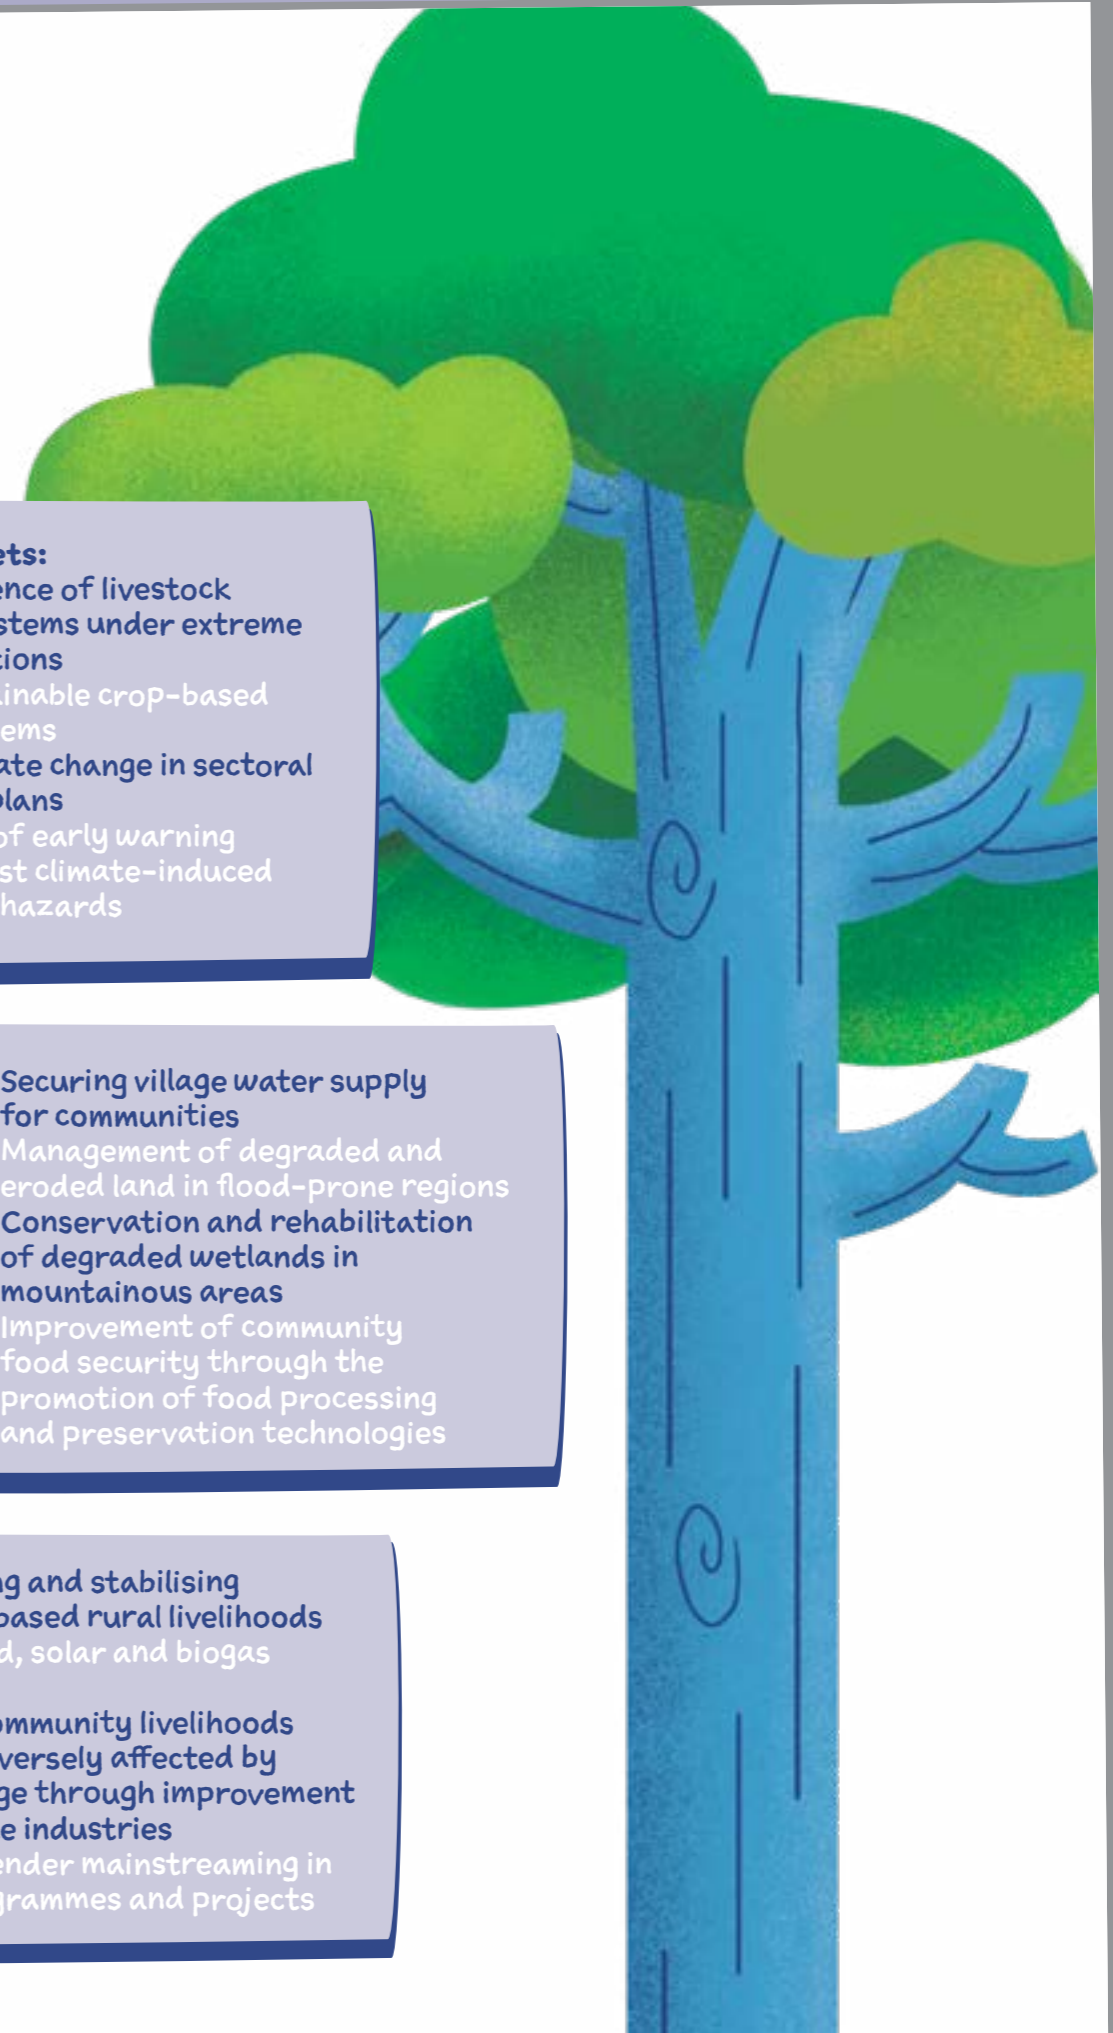 ets:
ence of livestock
stems under extreme
tions
inable crop-based
ems
ate change in sectoral
plans
of early warning
st climate-induced
hazards
Securing village water supply
for communities
Management of degraded and
eroded land in flood-prone regions
Conservation and rehabilitation
of degraded wetlands in
mountainous areas
Improvement of community
food security through the
promotion of food processing
and preservation technologies
ng and stabilising
based rural livelihoods
d, solar and biogas
ommunity livelihoods
versely affected by
ge through improvement
e industries
ender mainstreaming in
grammes and projects